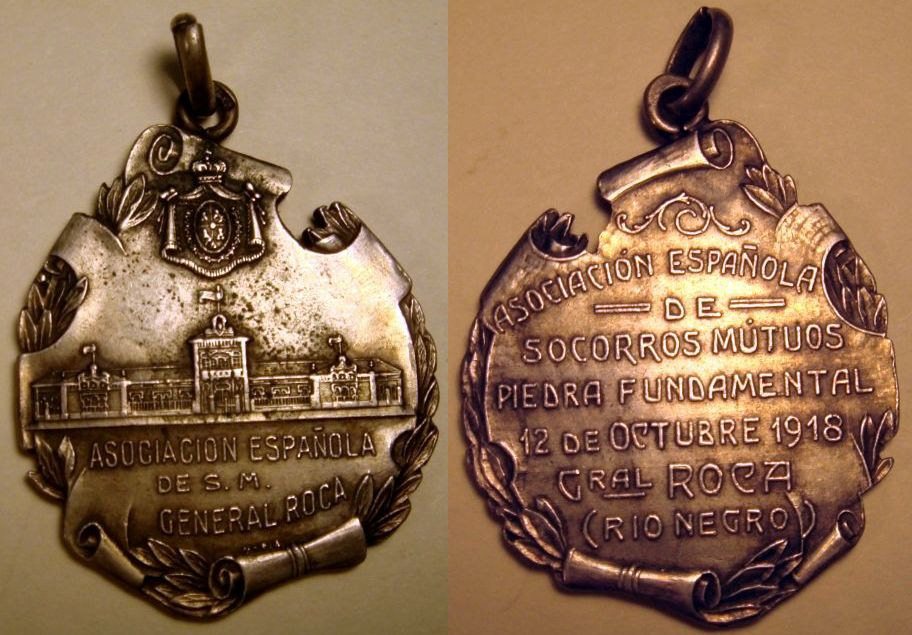 ASOCIACION ESPAÑOLA
DE S. M.
GENERAL ROCA
ASOCIACIÓN ESPAÑOLA
DE
SOCORROS MÚTUOS
PIEDRA FUNDAMENTAL
12 DE OCTUBRE 1918
GRAL ROCA
(RIO NEGRO)